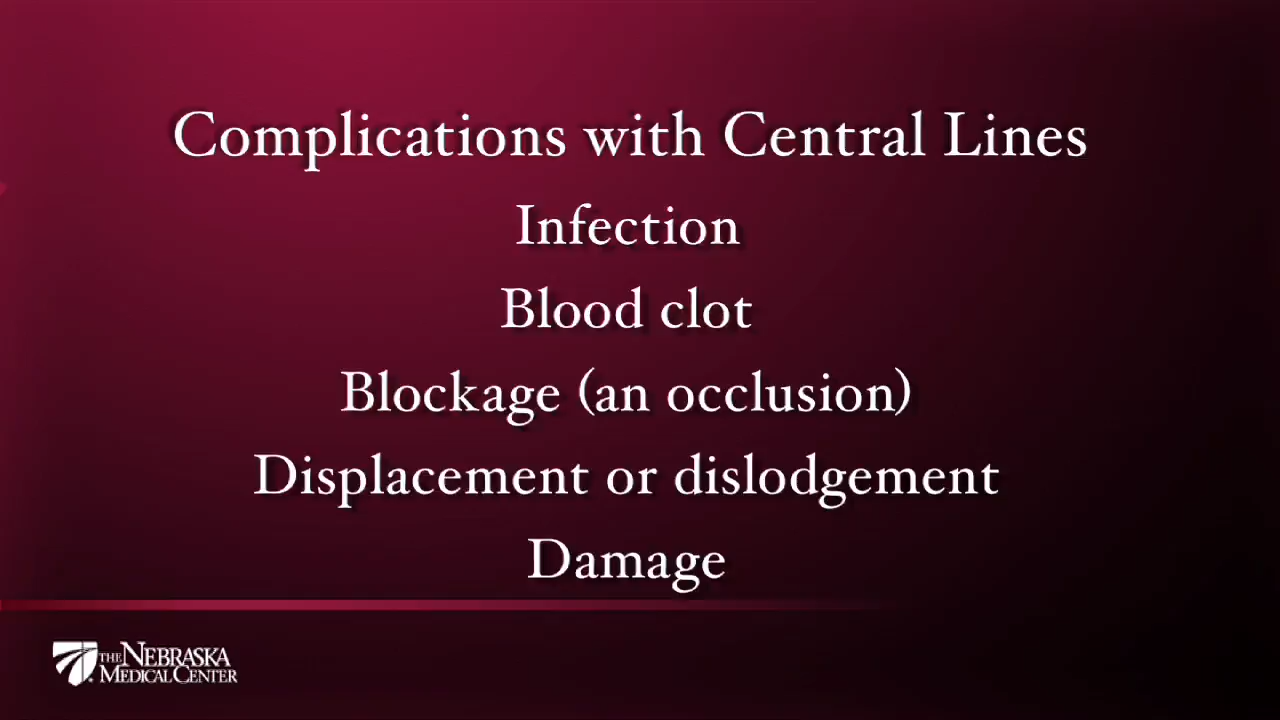 Complications with Central Lines
Infection
Blood clot
Blockage (an occlusion)
Displacement or dislodgement
Damage
THE NEBRASKA
MEDICAL CENTER